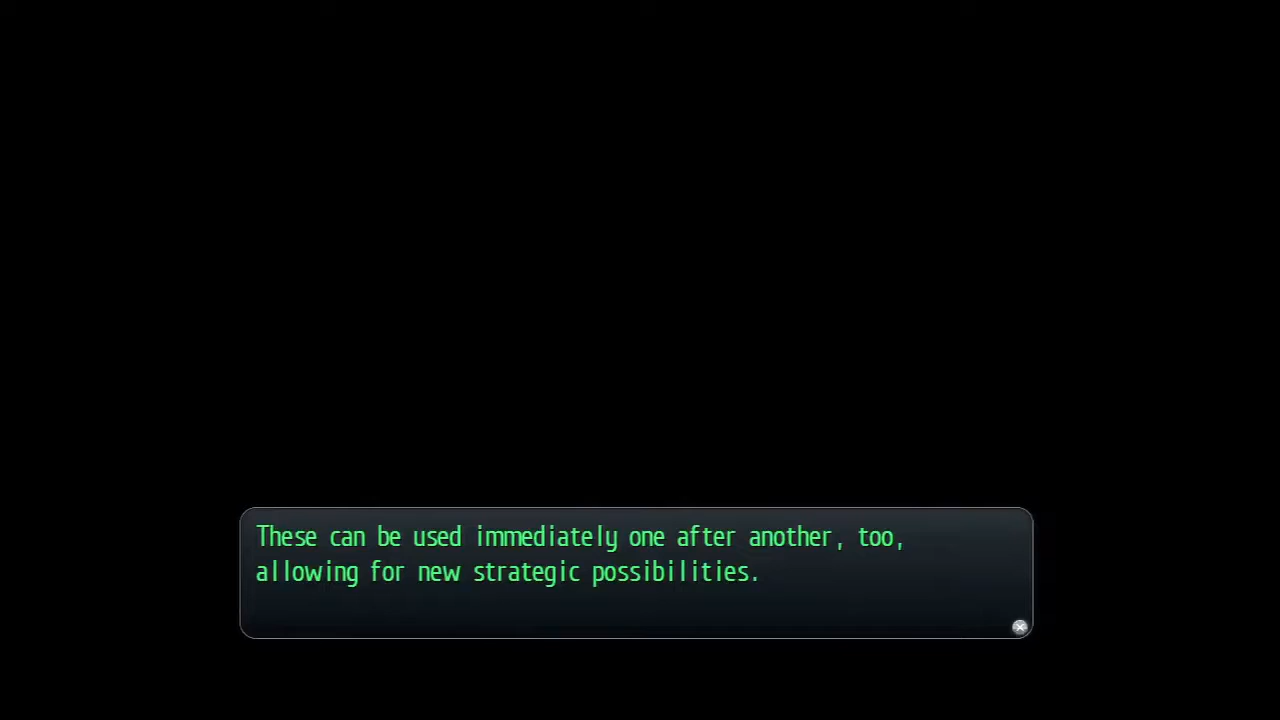 These can be used immediately one after another, too,
allowing for new strategic possibilities.